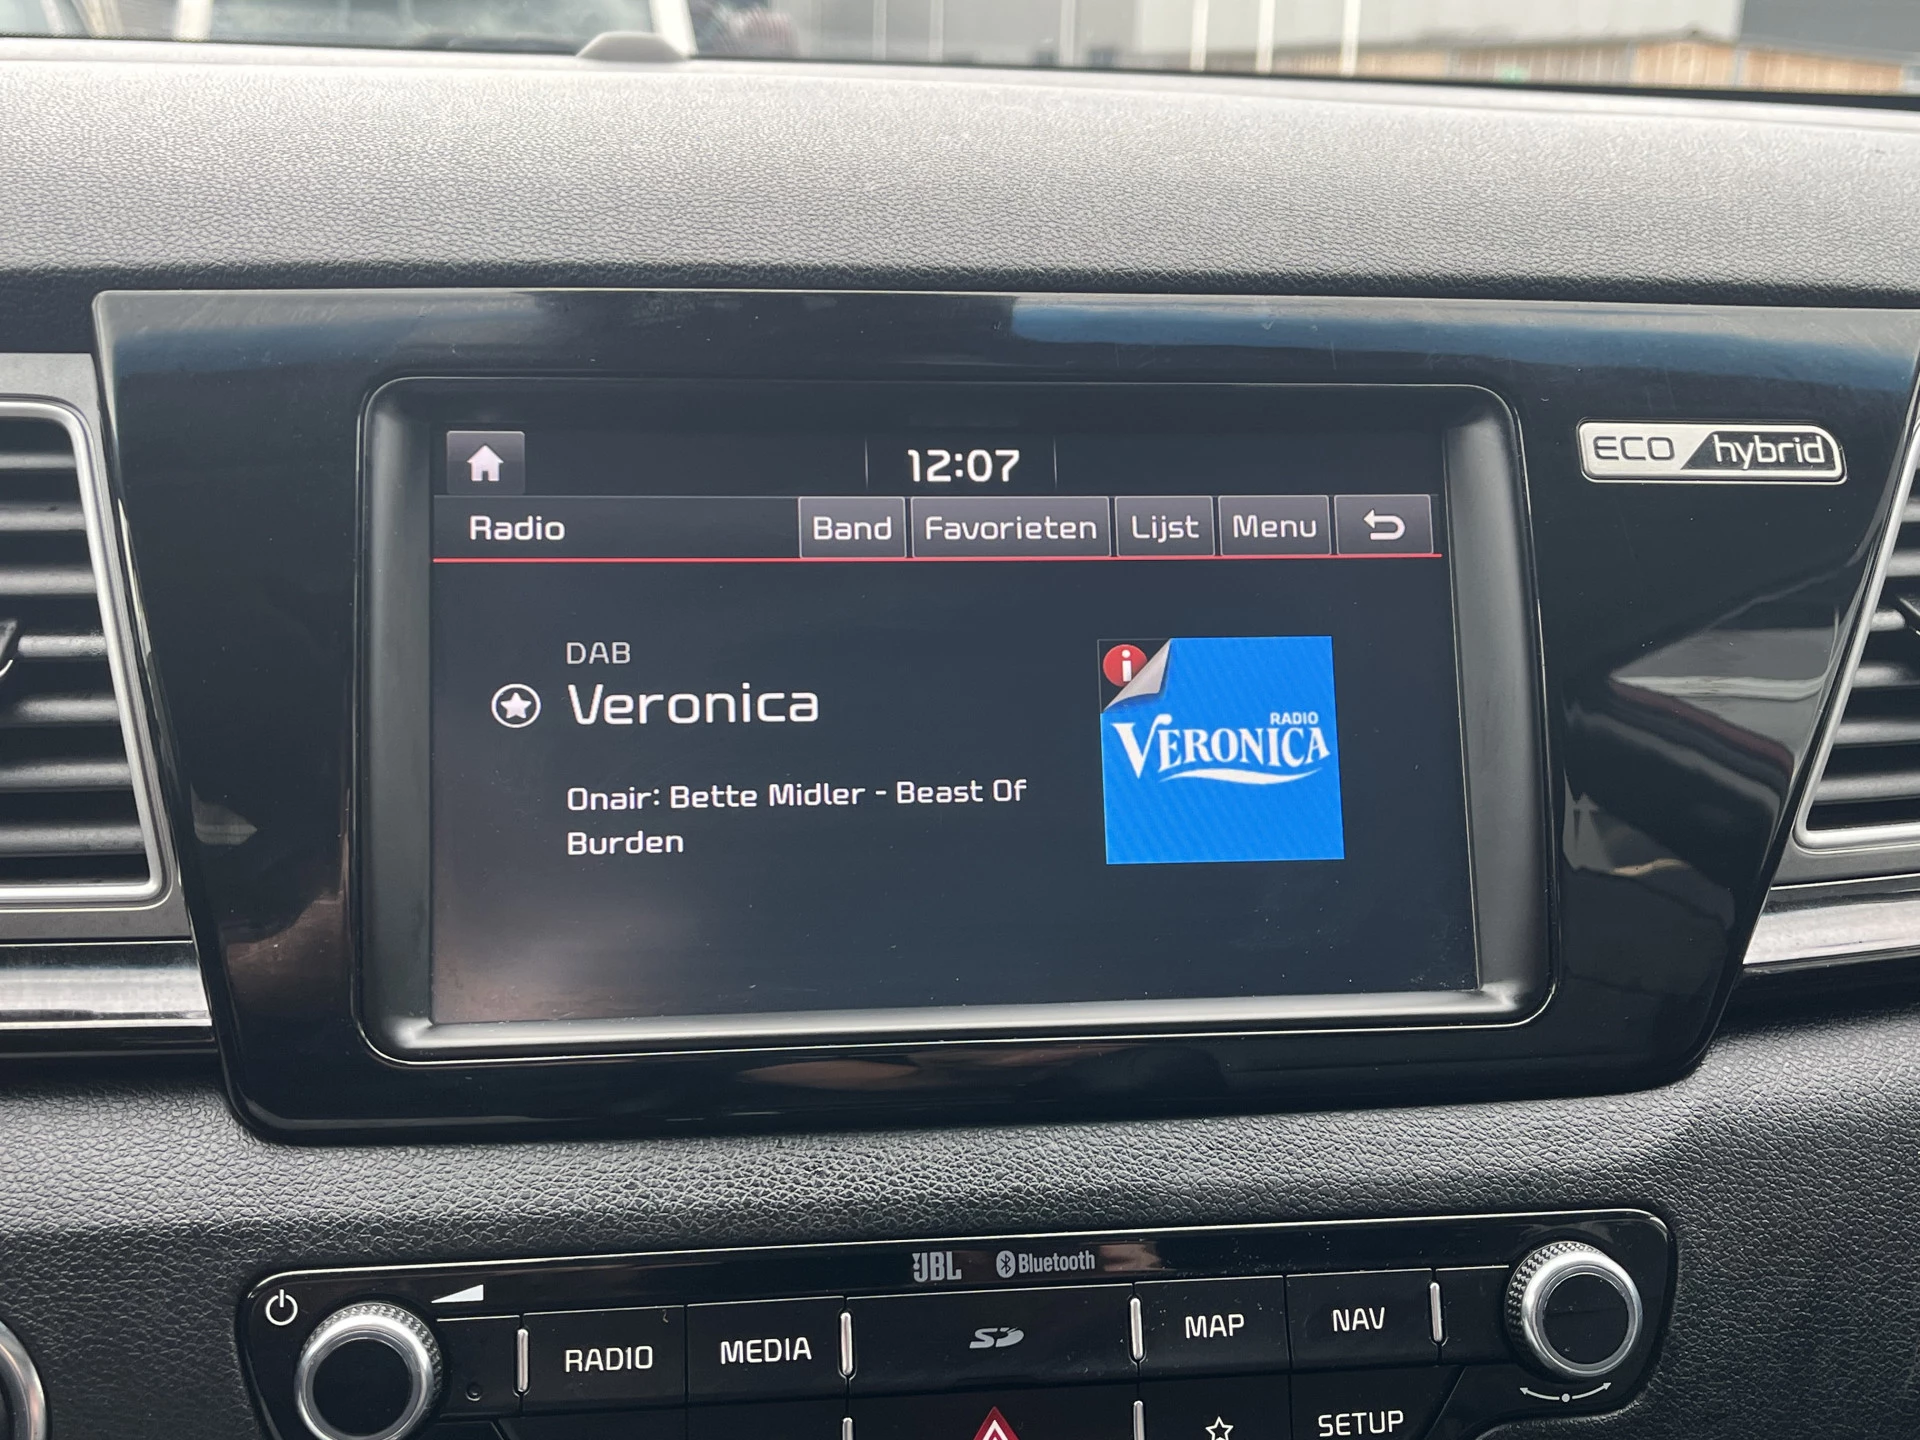 12:07
ECO hybrid
Radio Band Favorieten Lijst Menu
DAB
Veronica
Onair: Bette Midler - Beast Of
Burden
i
RADIO
VERONICA
JBL Bluetooth
RADIO MEDIA SD MAP NAV
SETUP